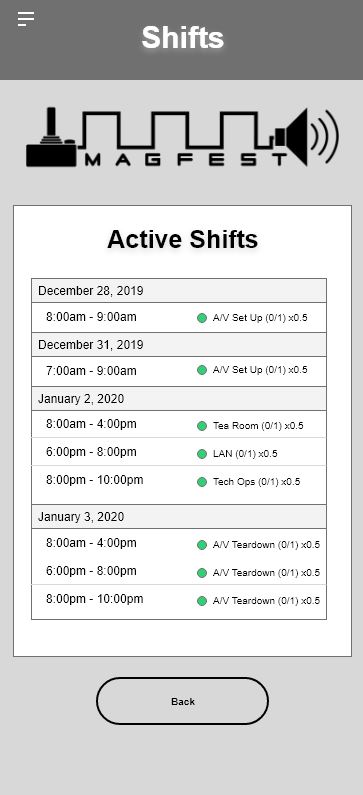 Shifts
MAGFEST
Active Shifts
December 28, 2019
8:00am - 9:00am A/V Set Up (0/1) x0.5
December 31, 2019
7:00am - 9:00am A/V Set Up (0/1) x0.5
January 2, 2020
8:00am - 4:00pm Tea Room (0/1) x0.5
6:00pm - 8:00pm LAN (0/1) x0.5
8:00pm - 10:00pm Tech Ops (0/1) x0.5
January 3, 2020
8:00am - 4:00pm A/V Teardown (0/1) x0.5
6:00pm - 8:00pm A/V Teardown (0/1) x0.5
8:00pm - 10:00pm A/V Teardown (0/1) x0.5
Back